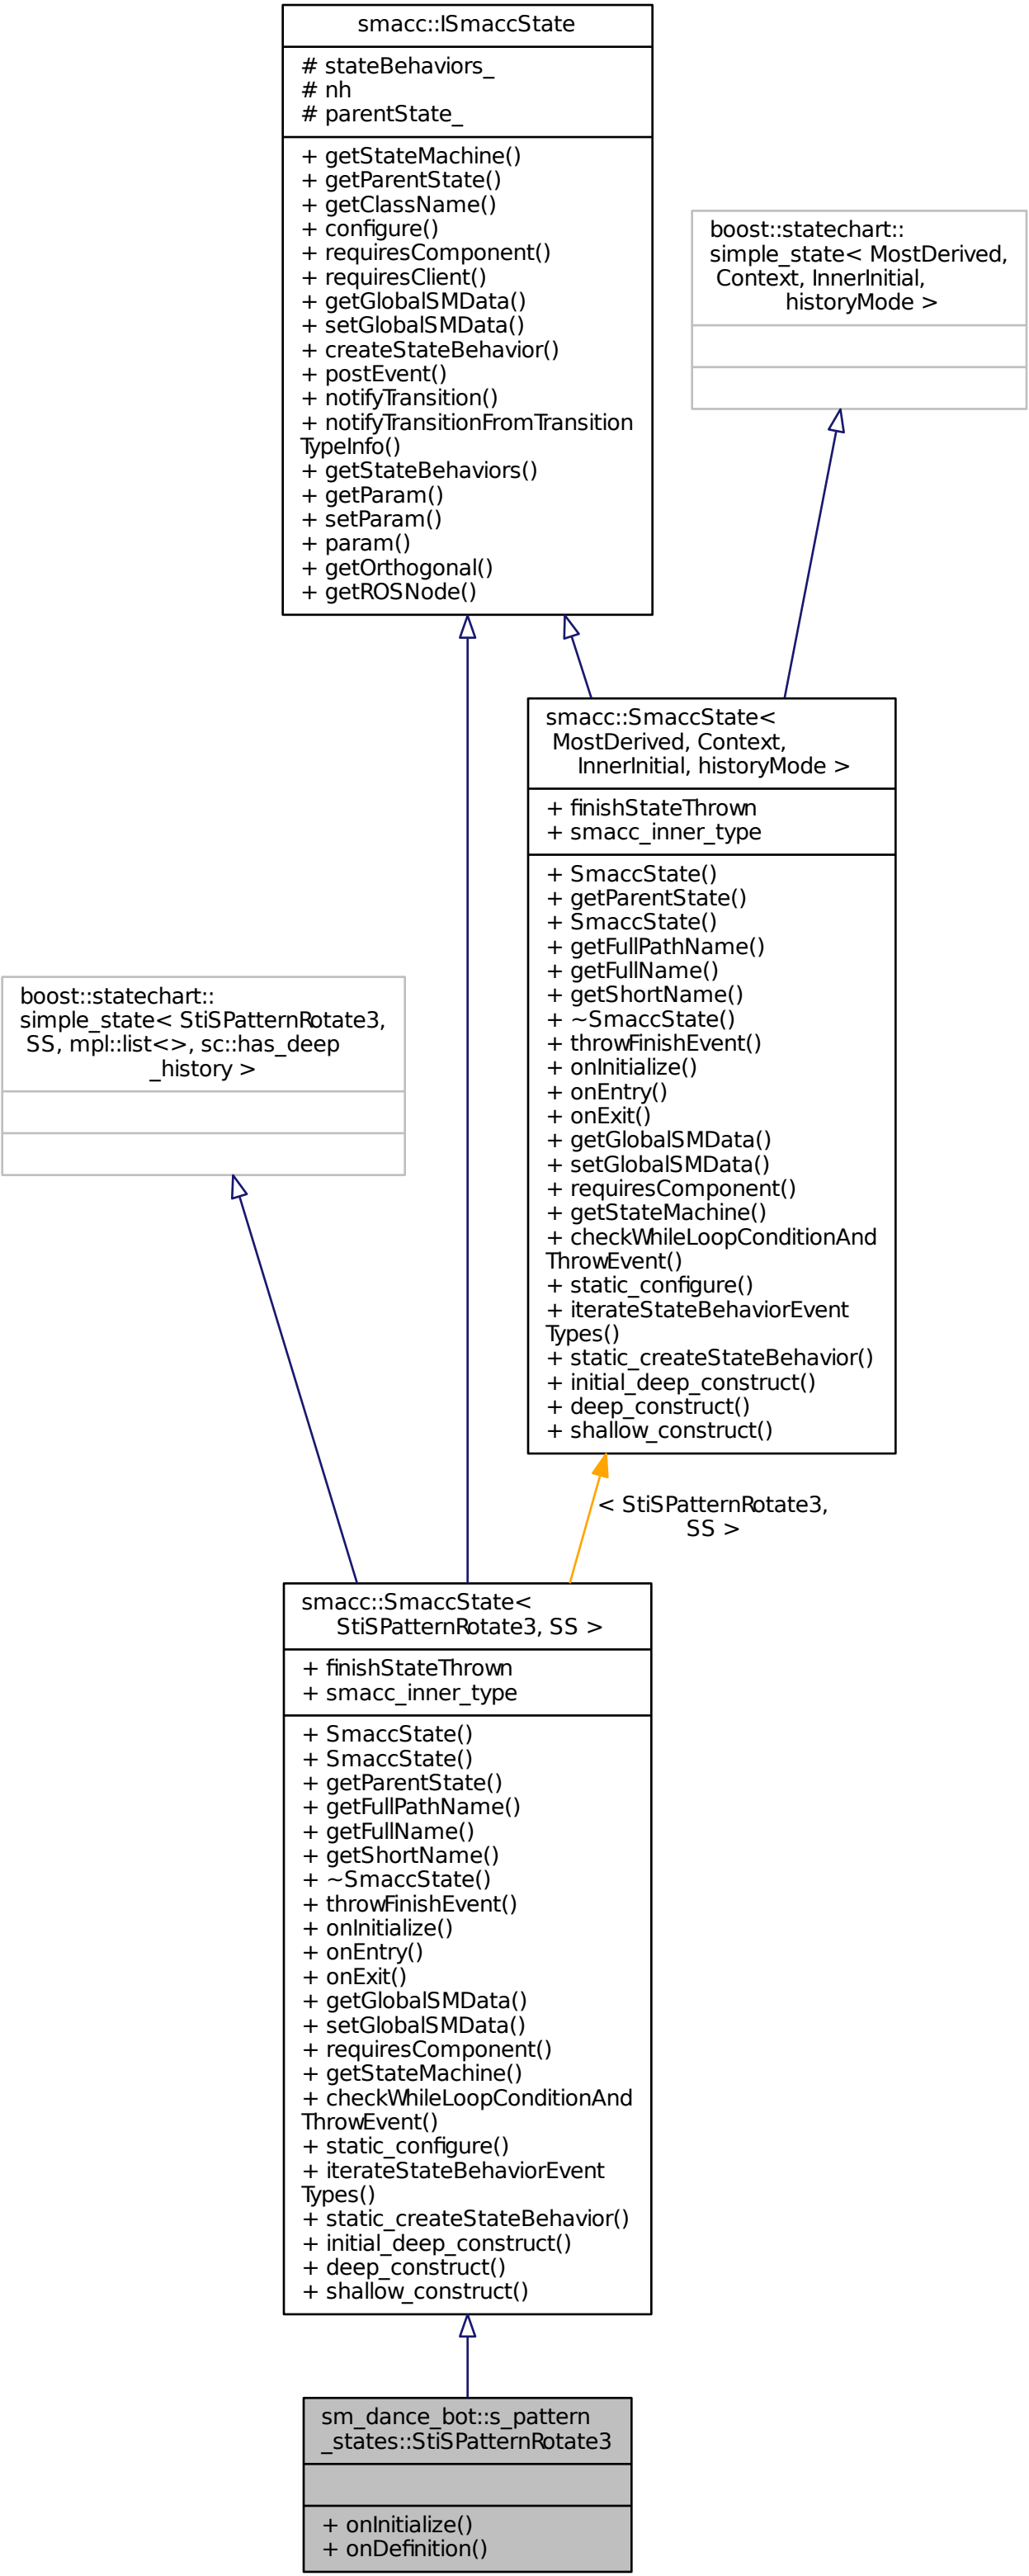 smacc::ISmaccState
# stateBehaviors_
# nh
# parentState_
+ getStateMachine()
+ getParentState()
+ getClassName()
+ configure()
+ requiresComponent()
+ requiresClient()
+ getGlobalSMData()
+ setGlobalSMData()
+ createStateBehavior()
+ postEvent()
+ notifyTransition()
+ notifyTransitionFromTransition
TypeInfo()
+ getStateBehaviors()
+ getParam()
+ setParam()
+ param()
+ getOrthogonal()
+ getROSNode()
boost::statechart::
simple_state< MostDerived,
Context, InnerInitial,
historyMode >
smacc::SmaccState<
MostDerived, Context,
InnerInitial, historyMode >
+ finishStateThrown
+ smacc_inner_type
+ SmaccState()
+ getParentState()
+ SmaccState()
+ getFullPathName()
+ getFullName()
+ getShortName()
+ ~SmaccState()
+ throwFinishEvent()
+ onInitialize()
+ onEntry()
+ onExit()
+ getGlobalSMData()
+ setGlobalSMData()
+ requiresComponent()
+ getStateMachine()
+ checkWhileLoopConditionAnd
ThrowEvent()
+ static_configure()
+ iterateStateBehaviorEvent
Types()
+ static_createStateBehavior()
+ initial_deep_construct()
+ deep_construct()
+ shallow_construct()
boost::statechart::
simple_state< StiSPatternRotate3,
SS, mpl::list<>, sc::has_deep
_history >
< StiSPatternRotate3,
SS >
smacc::SmaccState<
StiSPatternRotate3, SS >
+ finishStateThrown
+ smacc_inner_type
+ SmaccState()
+ SmaccState()
+ getParentState()
+ getFullPathName()
+ getFullName()
+ getShortName()
+ ~SmaccState()
+ throwFinishEvent()
+ onInitialize()
+ onEntry()
+ onExit()
+ getGlobalSMData()
+ setGlobalSMData()
+ requiresComponent()
+ getStateMachine()
+ checkWhileLoopConditionAnd
ThrowEvent()
+ static_configure()
+ iterateStateBehaviorEvent
Types()
+ static_createStateBehavior()
+ initial_deep_construct()
+ deep_construct()
+ shallow_construct()
sm_dance_bot::s_pattern
_states::StiSPatternRotate3
+ onInitialize()
+ onDefinition()